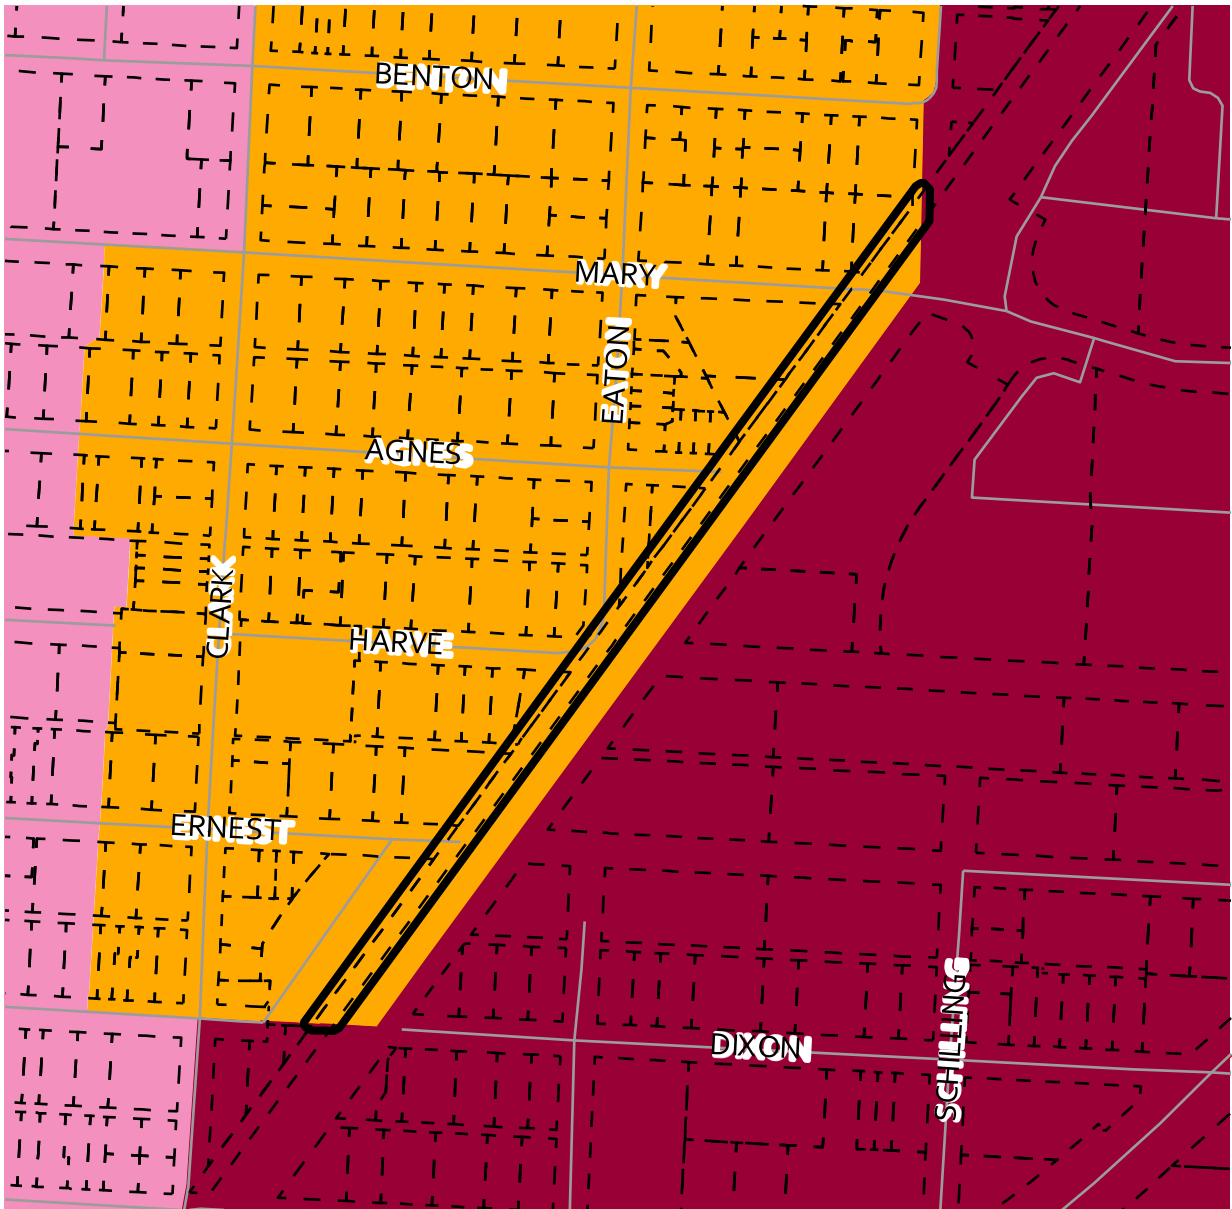 BENTON
MARY
EATON
AGNES
CLARK
HARVE
ERNEST
SCHILLING
DIXON